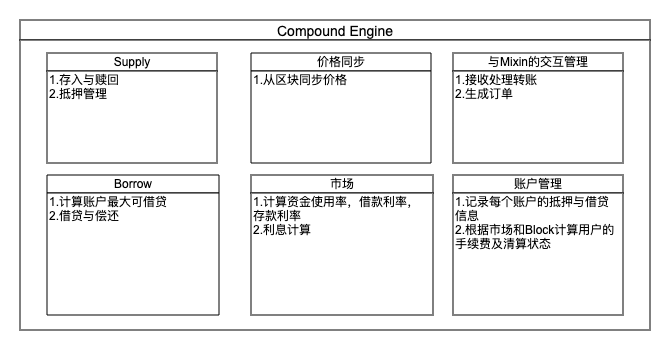 Compound Engine
Supply
1.存入与赎回
2.抵押管理
价格同步
1.从区块同步价格
与Mixin的交互管理
1.接收处理转账
2.生成订单
Borrow
1.计算账户最大可借贷
2.借贷与偿还
市场
1.计算资金使用率，借款利率，
存款利率
2.利息计算
账户管理
1.记录每个账户的抵押与借贷
信息
2.根据市场和Block计算用户的
手续费及清算状态